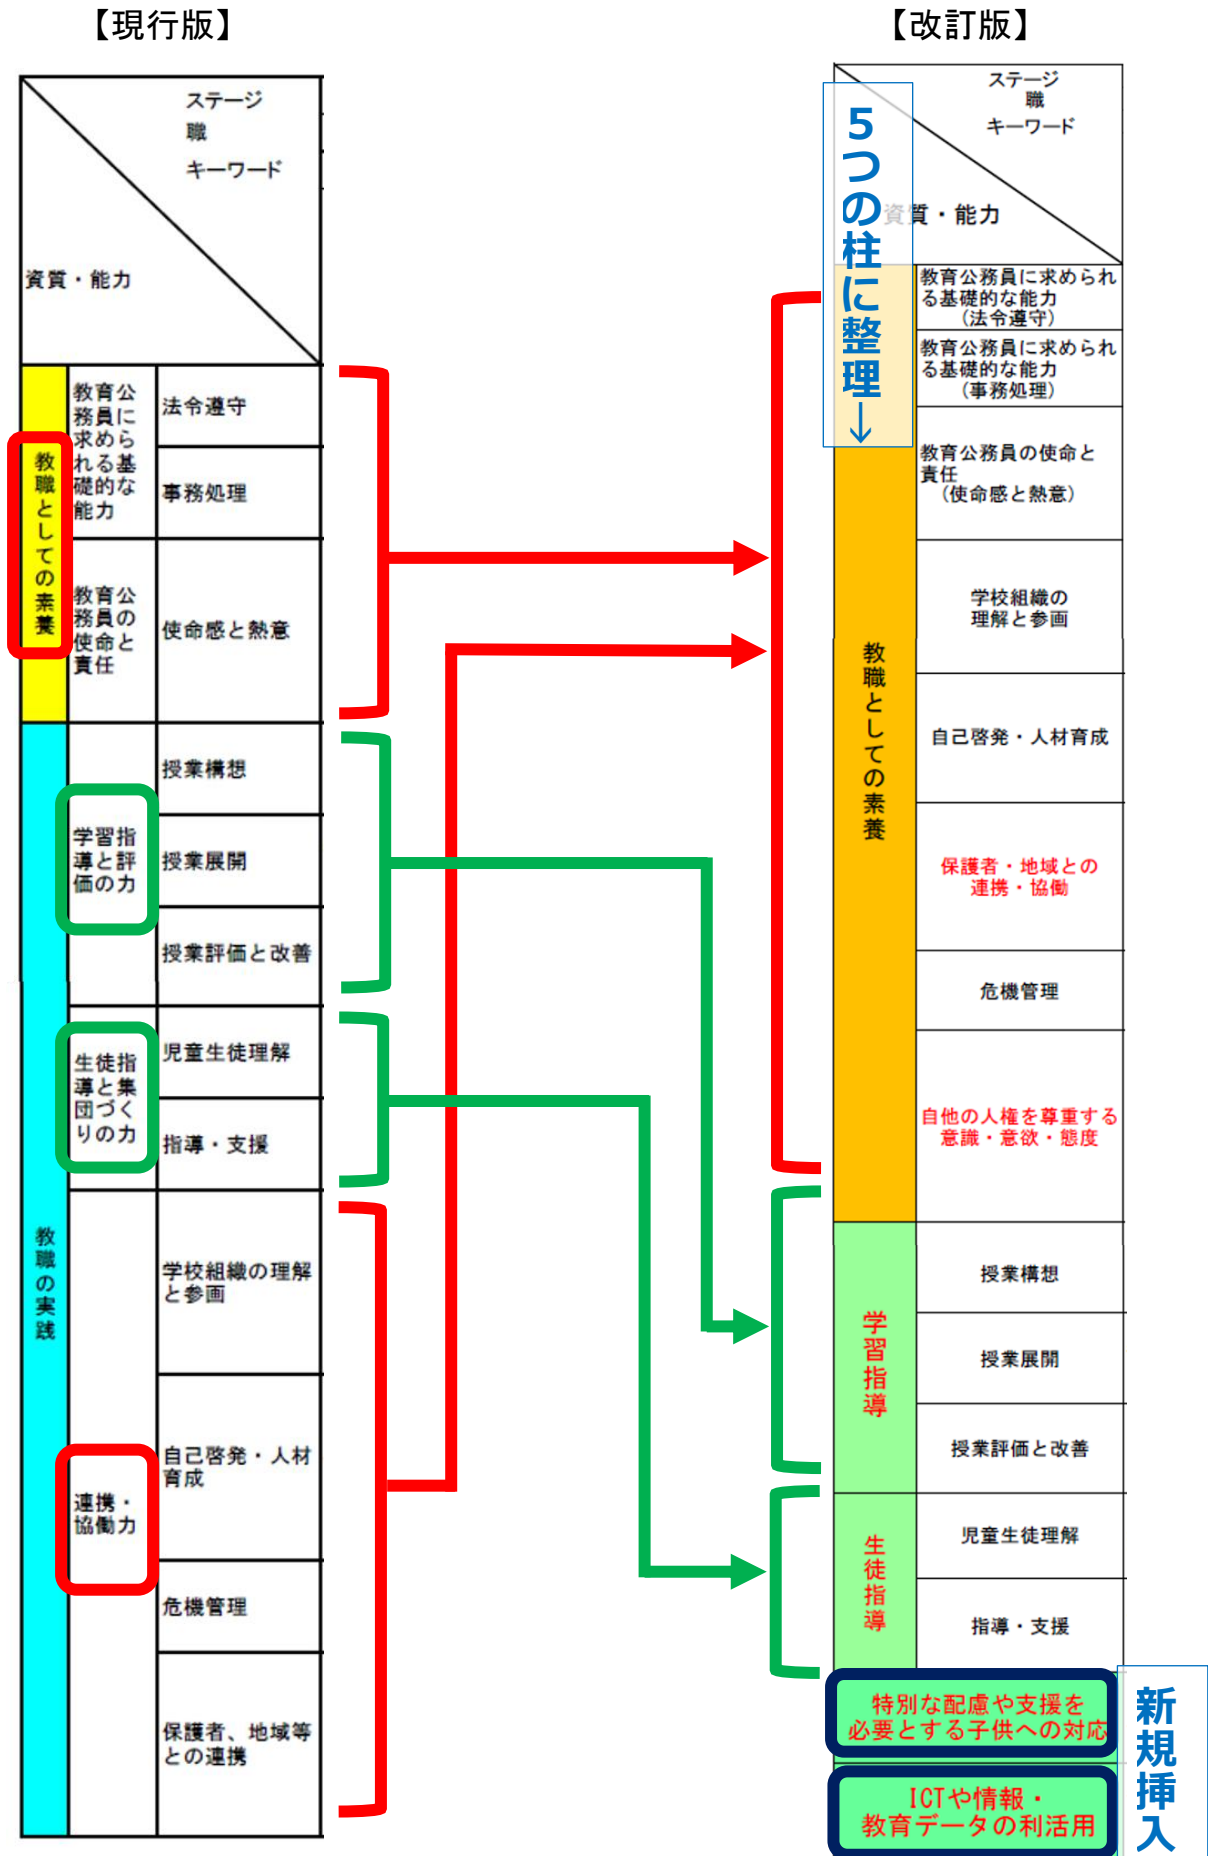 【現行版】
ステージ
職
キーワード
資質・能力
教職としての素養
教育公
務員に
求めら
れる基
礎的な
能力
法令遵守
事務処理
教育公
務員の
使命と
責任
使命感と熱意
教職の実践
学習指
導と評
価の力
授業構想
授業展開
授業評価と改善
生徒指
導と集
団づく
りの力
児童生徒理解
指導・支援
連携・
協働力
学校組織の理解
と参画
自己啓発・人材
育成
危機管理
保護者、地域等
との連携
【改訂版】
ステージ
職
キーワード
資質・能力
5つの柱に整理→
教職としての素養
教育公務員に求められ
る基礎的な能力
(法令遵守)
教育公務員に求められ
る基礎的な能力
(事務処理)
教育公務員の使命と
責任
(使命感と熱意)
学校組織の
理解と参画
自己啓発・人材育成
保護者・地域との
連携・協働
危機管理
自他の人権を尊重する
意識・意欲・態度
学習指導
授業構想
授業展開
授業評価と改善
生徒指導
児童生徒理解
指導・支援
特別な配慮や支援を
必要とする子供への対応
ICTや情報・
教育データの利活用
新規挿入